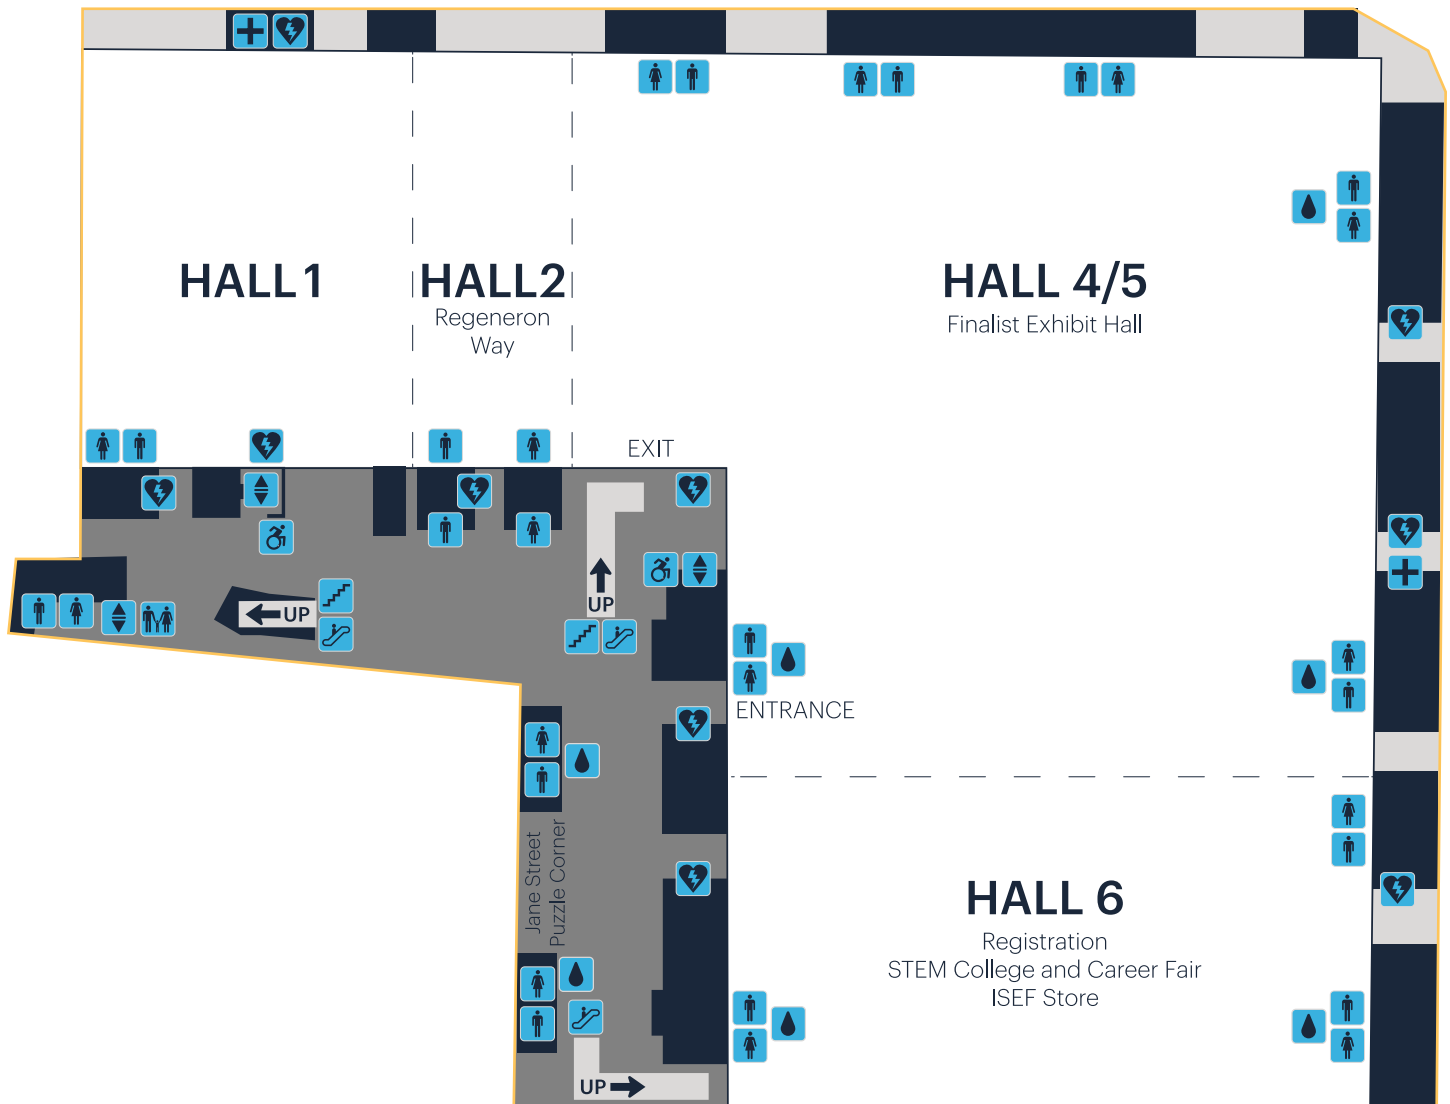 HALL 1
HALL 2
Regeneron
Way
HALL 4/5
Finalist Exhibit Hall
EXIT
UP
UP
ENTRANCE
Jane Street
Puzzle Corner
HALL 6
Registration
STEM College and Career Fair
ISEF Store
UP